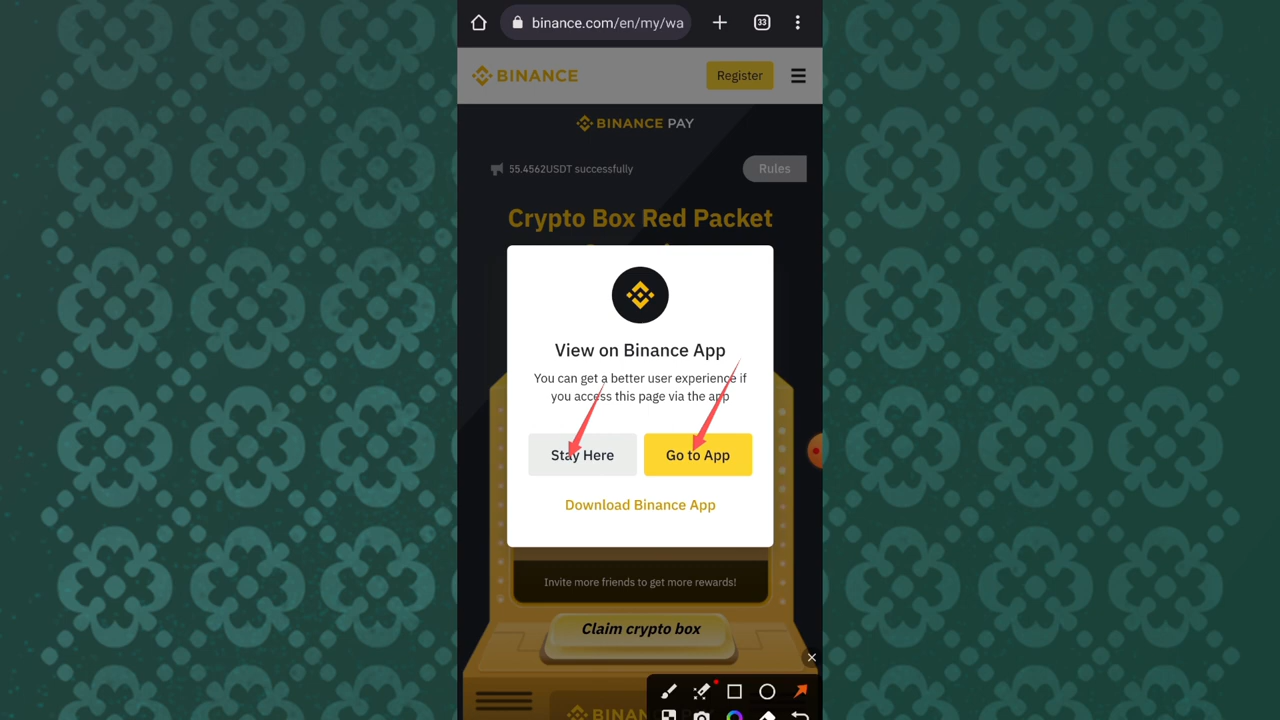 binance.com/en/my/wa
33
BINANCE
Register
BINANCE PAY
55.4562USDT successfully
Rules
Crypto Box Red Packet
View on Binance App
You can get a better user experience if
you access this page via the app
Stay Here
Go to App
Download Binance App
Invite more friends to get more rewards!
Claim crypto box